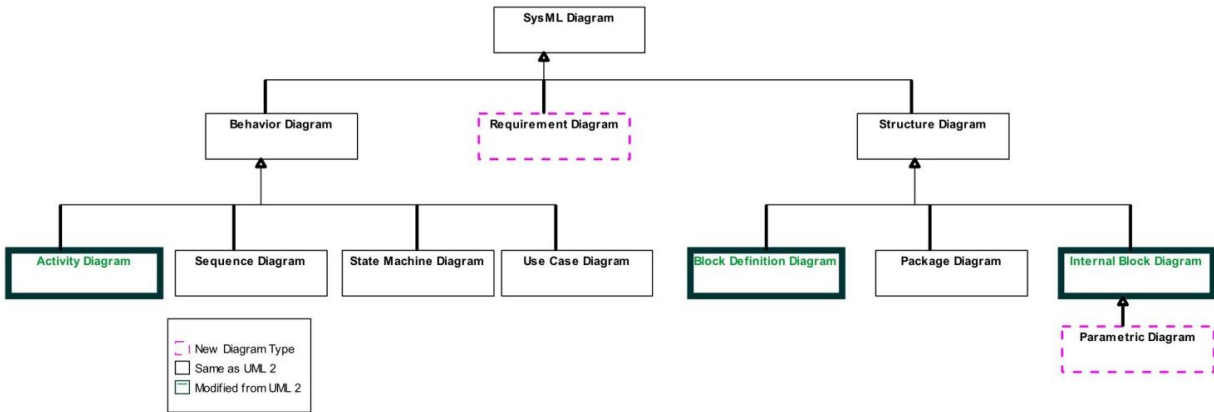 SysML Diagram
Behavior Diagram
Requirement Diagram
Structure Diagram
Activity Diagram
Sequence Diagram
State Machine Diagram
Use Case Diagram
Block Definition Diagram
Package Diagram
Internal Block Diagram
Parametric Diagram
New Diagram Type
Same as UML 2
Modified from UML 2